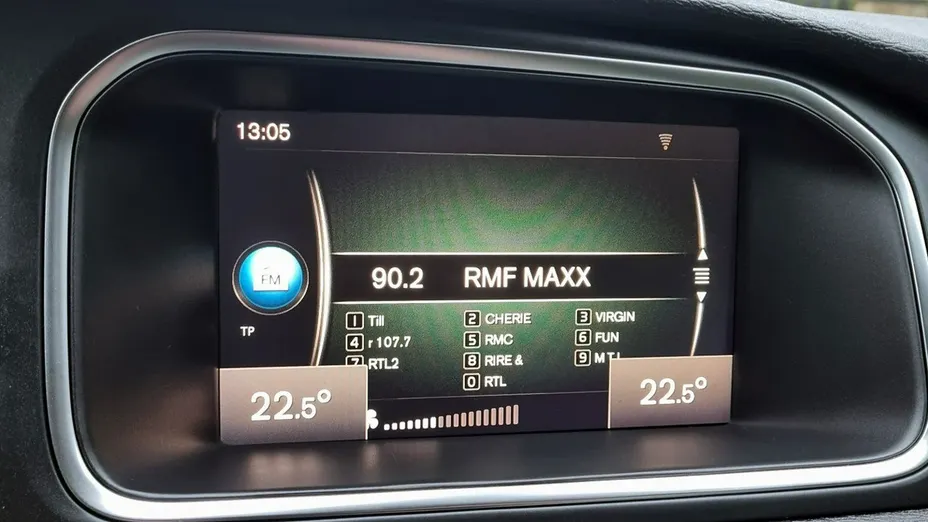 13:05
FM
90.2 RMF MAXX
TP
1 Till 2 CHERIE 3 VIRGIN
4 r 107.7 5 RMC 6 FUN
7 RTL2 8 RIRE & 9
0 RTL
22.5° 22.5°